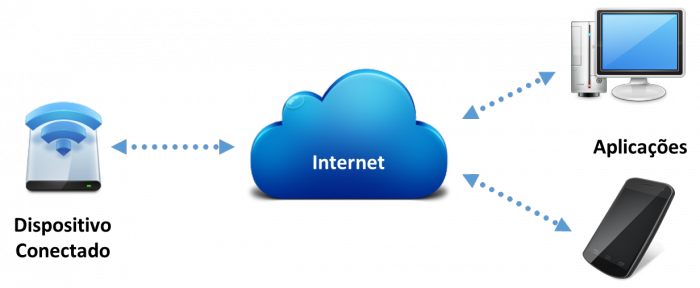 Dispositivo
Conectado
Internet
Aplicações